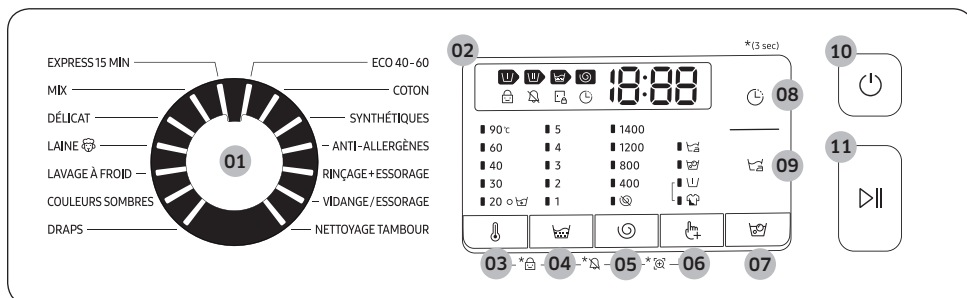 EXPRESS 15 MIN
MIX
DÉLICAT
LAINE
LAVAGE À FROID
COULEURS SOMBRES
DRAPS
01
ECO 40-60
COTON
SYNTHÉTIQUES
ANTI-ALLERGÈNES
RINÇAGE+ESSORAGE
VIDANGE/ESSORAGE
NETTOYAGE TAMBOUR
02
*(3 sec)
18:88
90℃ 5 1400
60 4 1200
40 3 800
30 2 400
20 1
03 * 04 * 05 * 06 07
08
09
10
11